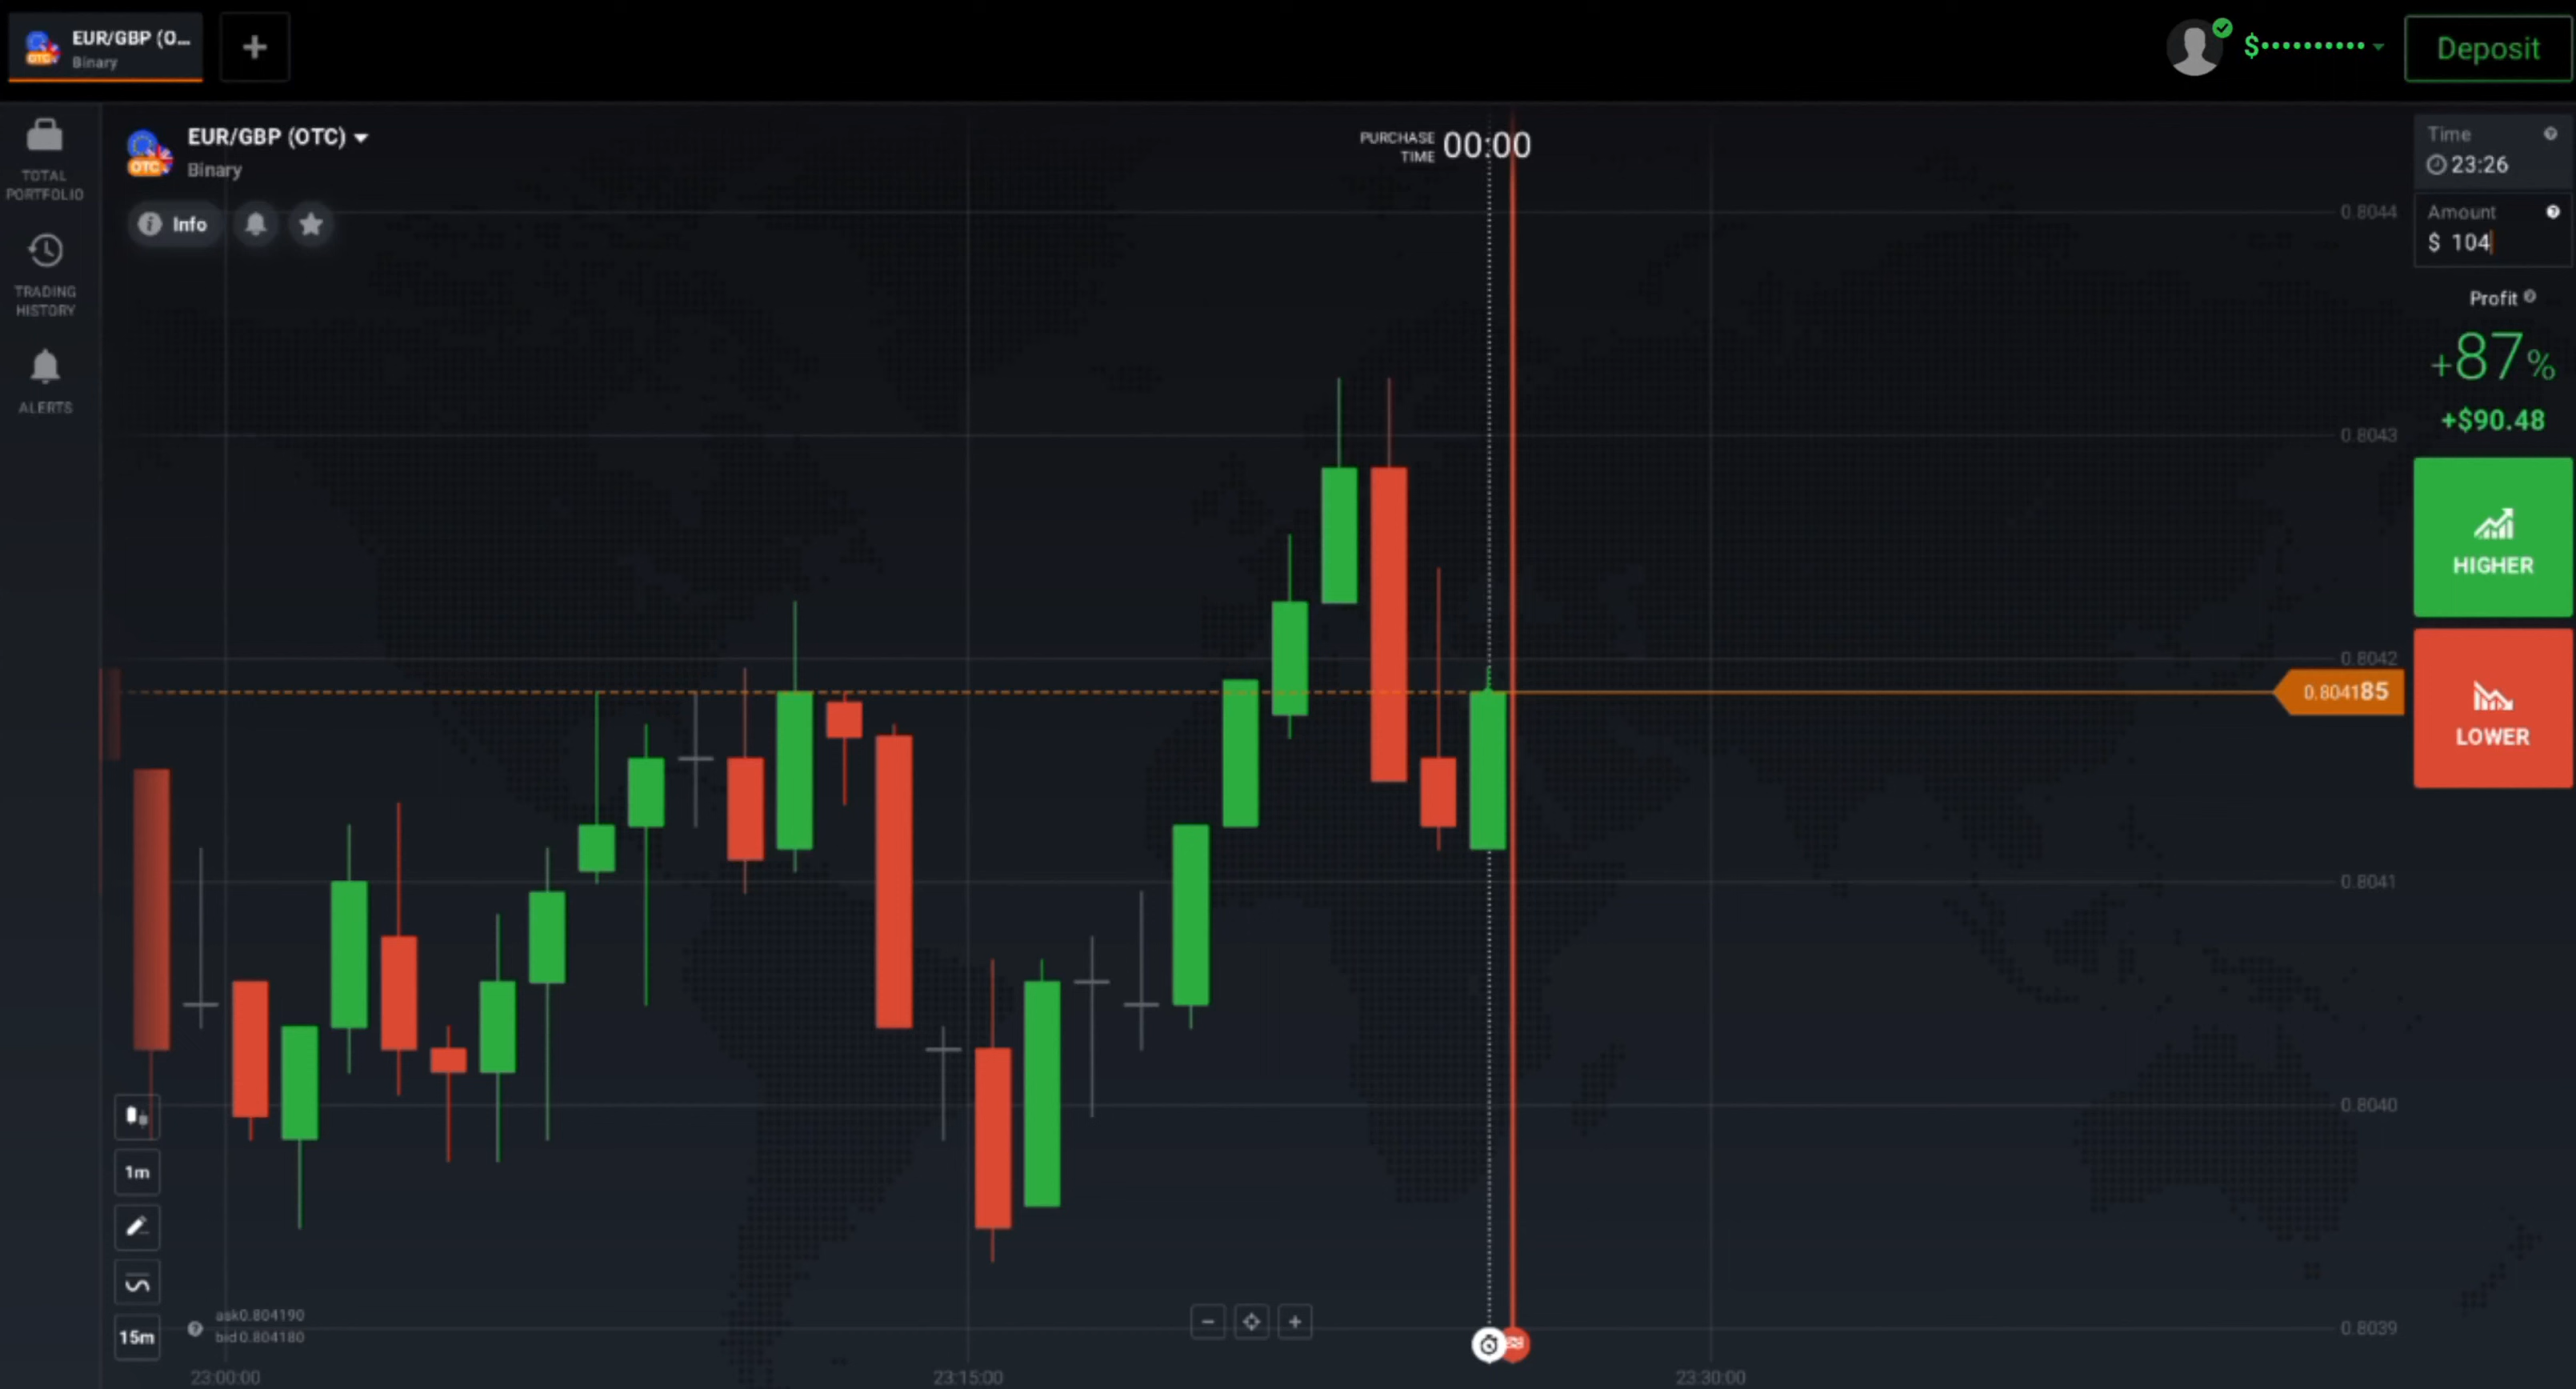 EUR/GBP (O...
Binary
$••••••••••
Deposit
TOTAL
PORTFOLIO
TRADING
HISTORY
ALERTS
EUR/GBP (OTC)
OTC
Binary
Info
PURCHASE
TIME
00:00
Time
23:26
Amount
$ 104
Profit
+87%
+$90.48
HIGHER
LOWER
0.8044
0.8043
0.8042
0.804185
0.8041
0.8040
0.8039
1m
15m
ask0.804190
bid 0.804180
23:00:00
23:15:00
23:30:00